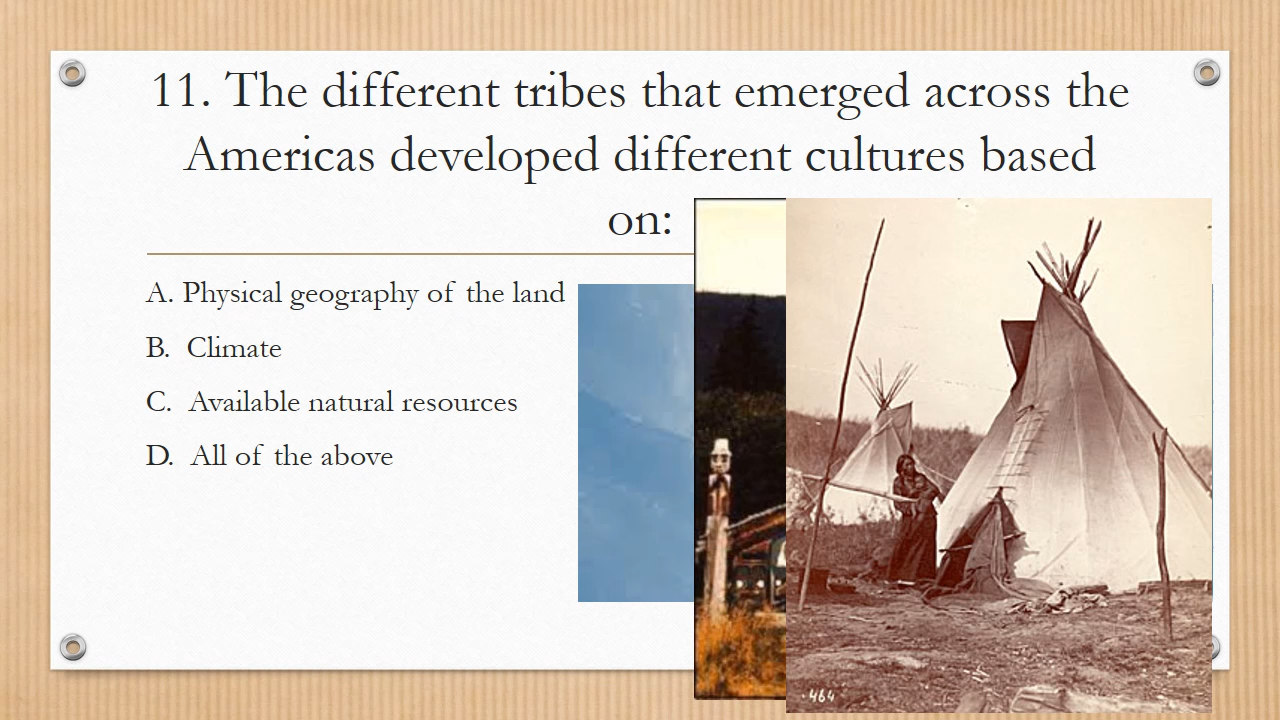 11. The different tribes that emerged across the
Americas developed different cultures based
on:
A. Physical geography of the land
B. Climate
C. Available natural resources
D. All of the above
464